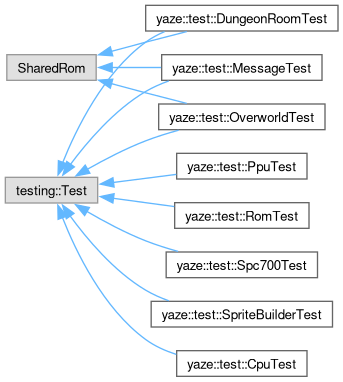 yaze::test::DungeonRoomTest
SharedRom
yaze::test::MessageTest
yaze::test::OverworldTest
yaze::test::PpuTest
testing::Test
yaze::test::RomTest
yaze::test::Spc700Test
yaze::test::SpriteBuilderTest
yaze::test::CpuTest